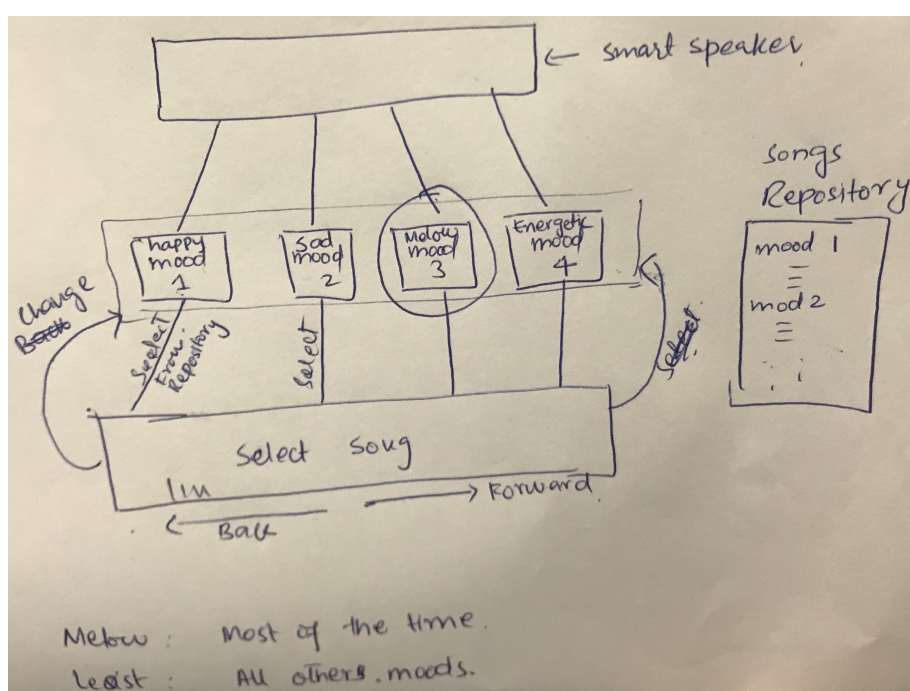 ← smart speaker
songs
Repository
happy
mood
1
Sad
mood
2
Melow
mood
3
Energetic
mood
4
mood 1
mod 2
change
Back
Seelect
From
Repository
Select
Select
Select Song
→ Forward
← Back
Melow : Most of the time.
Least : All others. moods.